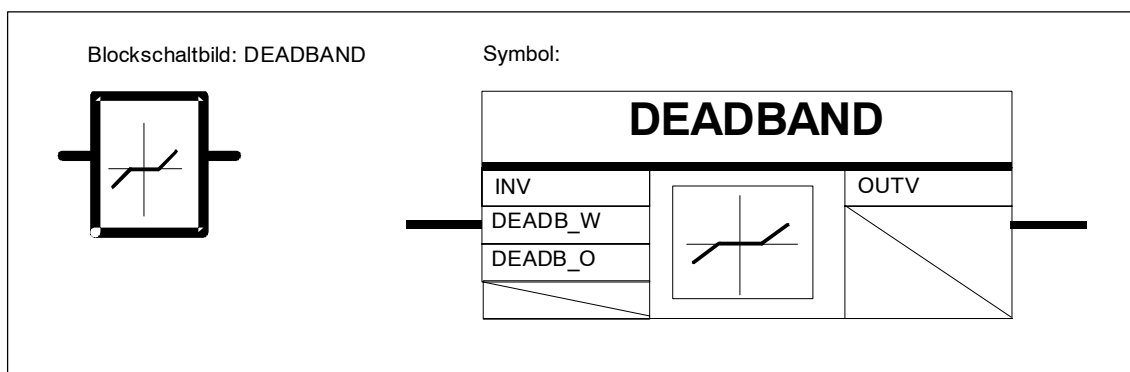 Blockschaltbild: DEADBAND
Symbol:
DEADBAND
INV
OUTV
DEADB_W
DEADB_O